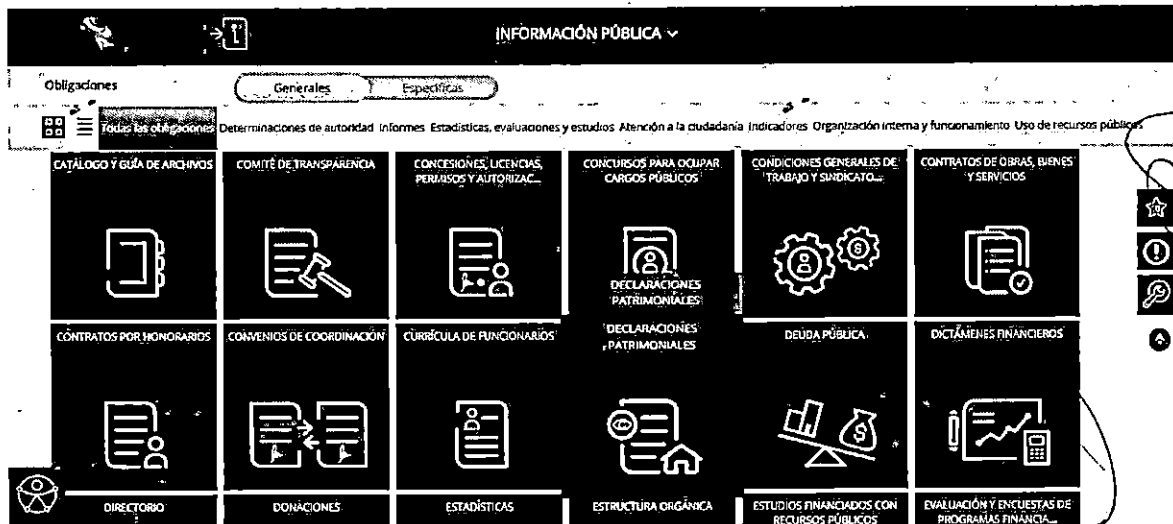 INFORMACIÓN PÚBLICA
Obligaciones
Generales
Específicas
Todas las obligaciones Determinaciones de autoridad Informes Estadísticas, evaluaciones y estudios Atención a la ciudadanía Indicadores Organización interna y funcionamiento Uso de recursos públicos
CATÁLOGO Y GUÍA DE ARCHIVOS
COMITÉ DE TRANSPARENCIA
CONCESIONES, LICENCIAS,
PERMISOS Y AUTORIZAC...
CONCURSOS PARA OCUPAR
CARGOS PÚBLICOS
CONDICIONES GENERALES DE
TRABAJO Y SINDICATO...
CONTRATOS DE OBRAS, BIENES
Y SERVICIOS
DECLARACIONES
PATRIMONIALES
CONTRATOS POR HONORARIOS
CONVENIOS DE COORDINACIÓN
CURRÍCULA DE FUNCIONARIOS
DECLARACIONES
PATRIMONIALES
DEUDA PÚBLICA
DICTÁMENES FINANCIEROS
DIRECTORIO
DONACIONES
ESTADÍSTICAS
ESTRUCTURA ORGÁNICA
ESTUDIOS FINANCIADOS CON
RECURSOS PÚBLICOS
EVALUACIÓN Y ENCUESTAS DE
PROGRAMAS FINANCIA...